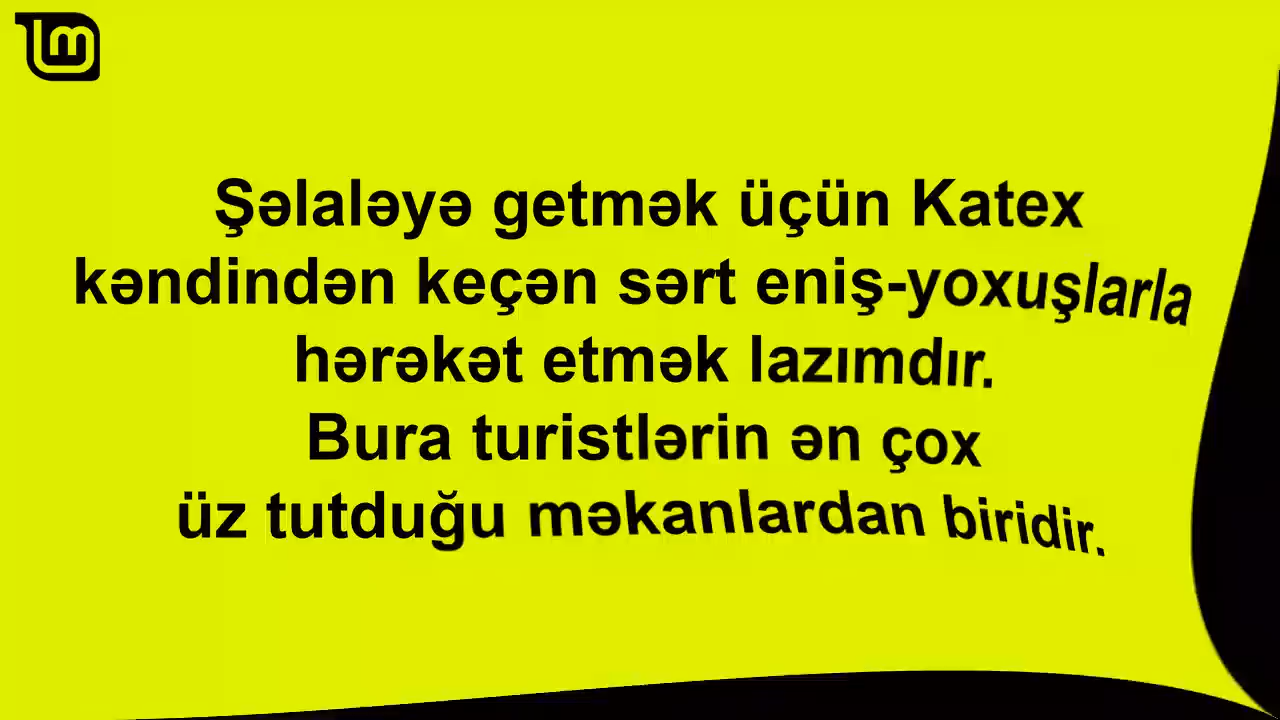 Şəlaləyə getmək üçün Katex
kəndindən keçən sərt eniş-yoxuşlarla
hərəkət etmək lazımdır.
Bura turistlərin ən çox
üz tutduğu məkanlardan biridir.